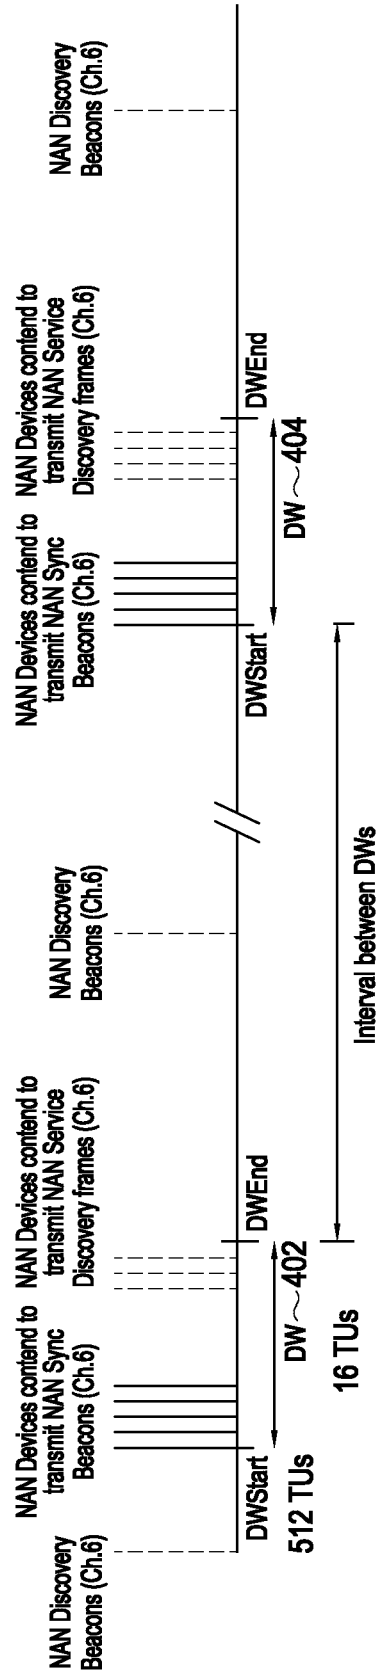 NAN Discovery
Beacons (Ch.6)
NAN Devices contend to
transmit NAN Sync
Beacons (Ch.6)
NAN Devices contend to
transmit NAN Service
Discovery frames (Ch.6)
NAN Discovery
Beacons (Ch.6)
NAN Devices contend to
transmit NAN Sync
Beacons (Ch.6)
NAN Devices contend to
transmit NAN Service
Discovery frames (Ch.6)
NAN Discovery
Beacons (Ch.6)
DWStart
DWEnd
DWStart
DWEnd
512 TUs
DW~402
DW~404
16 TUs
Interval between DWs